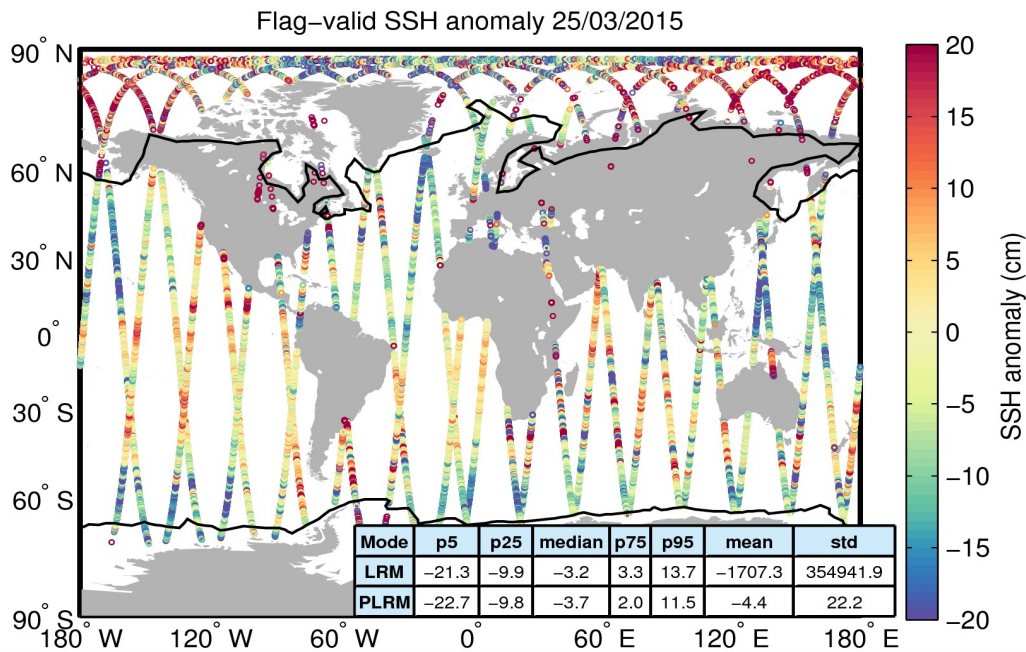 Flag−valid SSH anomaly 25/03/2015
90° N
60° N
30° N
0°
30° S
60° S
90° S
180° W
120° W
60° W
0°
60° E
120° E
180° E
20
15
10
5
0
−5
−10
−15
−20
SSH anomaly (cm)
Mode p5 p25 median p75 p95 mean std
LRM −21.3 −9.9 −3.2 3.3 13.7 −1707.3 354941.9
PLRM −22.7 −9.8 −3.7 2.0 11.5 −4.4 22.2